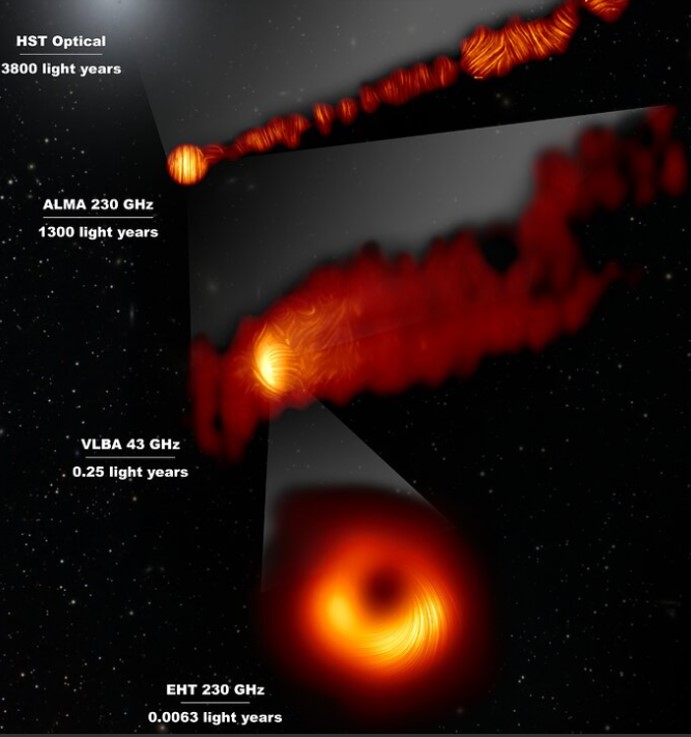 HST Optical
3800 light years
ALMA 230 GHz
1300 light years
VLBA 43 GHz
0.25 light years
EHT 230 GHz
0.0063 light years